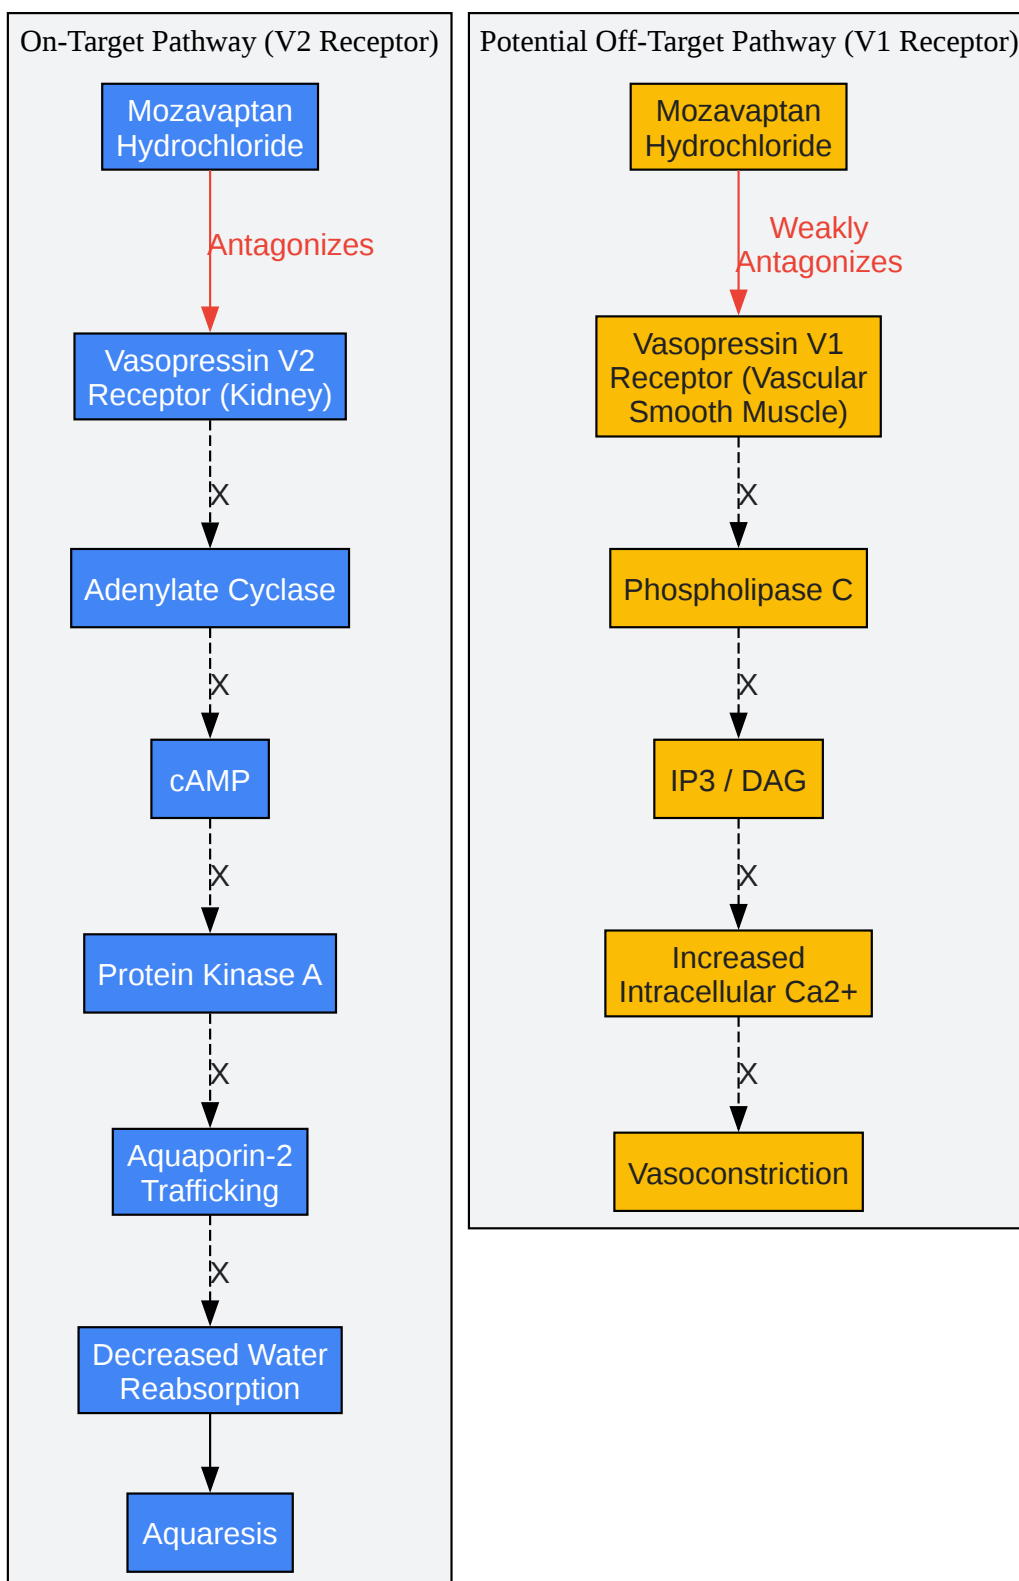 On-Target Pathway (V2 Receptor)
Mozavaptan
Hydrochloride
Antagonizes
Vasopressin V2
Receptor (Kidney)
X
Adenylate Cyclase
X
cAMP
X
Protein Kinase A
X
Aquaporin-2
Trafficking
X
Decreased Water
Reabsorption
Aquaresis
Potential Off-Target Pathway (V1 Receptor)
Mozavaptan
Hydrochloride
Weakly
Antagonizes
Vasopressin V1
Receptor (Vascular
Smooth Muscle)
X
Phospholipase C
X
IP3 / DAG
X
Increased
Intracellular Ca2+
X
Vasoconstriction